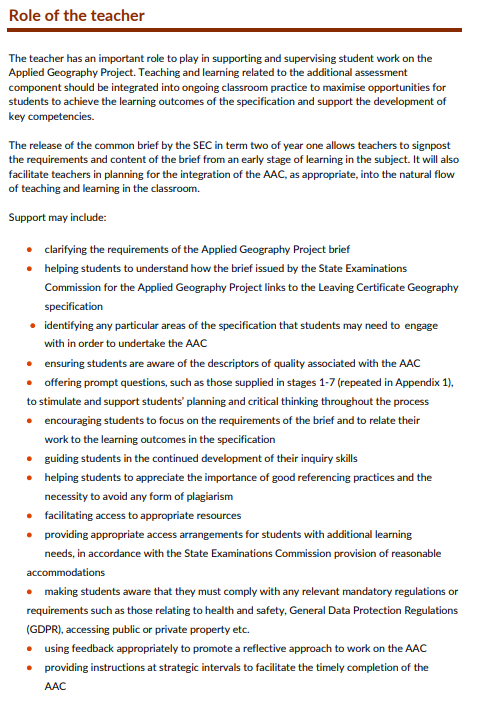 Role of the teacher
The teacher has an important role to play in supporting and supervising student work on the
Applied Geography Project. Teaching and learning related to the additional assessment
component should be integrated into ongoing classroom practice to maximise opportunities for
students to achieve the learning outcomes of the specification and support the development of
key competencies.
The release of the common brief by the SEC in term two of year one allows teachers to signpost
the requirements and content of the brief from an early stage of learning in the subject. It will also
facilitate teachers in planning for the integration of the AAC, as appropriate, into the natural flow
of teaching and learning in the classroom.
Support may include:
• clarifying the requirements of the Applied Geography Project brief
• helping students to understand how the brief issued by the State Examinations
Commission for the Applied Geography Project links to the Leaving Certificate Geography
specification
• identifying any particular areas of the specification that students may need to engage
with in order to undertake the AAC
• ensuring students are aware of the descriptors of quality associated with the AAC
• offering prompt questions, such as those supplied in stages 1-7 (repeated in Appendix 1),
to stimulate and support students' planning and critical thinking throughout the process
• encouraging students to focus on the requirements of the brief and to relate their
work to the learning outcomes in the specification
• guiding students in the continued development of their inquiry skills
• helping students to appreciate the importance of good referencing practices and the
necessity to avoid any form of plagiarism
• facilitating access to appropriate resources
• providing appropriate access arrangements for students with additional learning
needs, in accordance with the State Examinations Commission provision of reasonable
accommodations
• making students aware that they must comply with any relevant mandatory regulations or
requirements such as those relating to health and safety, General Data Protection Regulations
(GDPR), accessing public or private property etc.
• using feedback appropriately to promote a reflective approach to work on the AAC
• providing instructions at strategic intervals to facilitate the timely completion of the
AAC